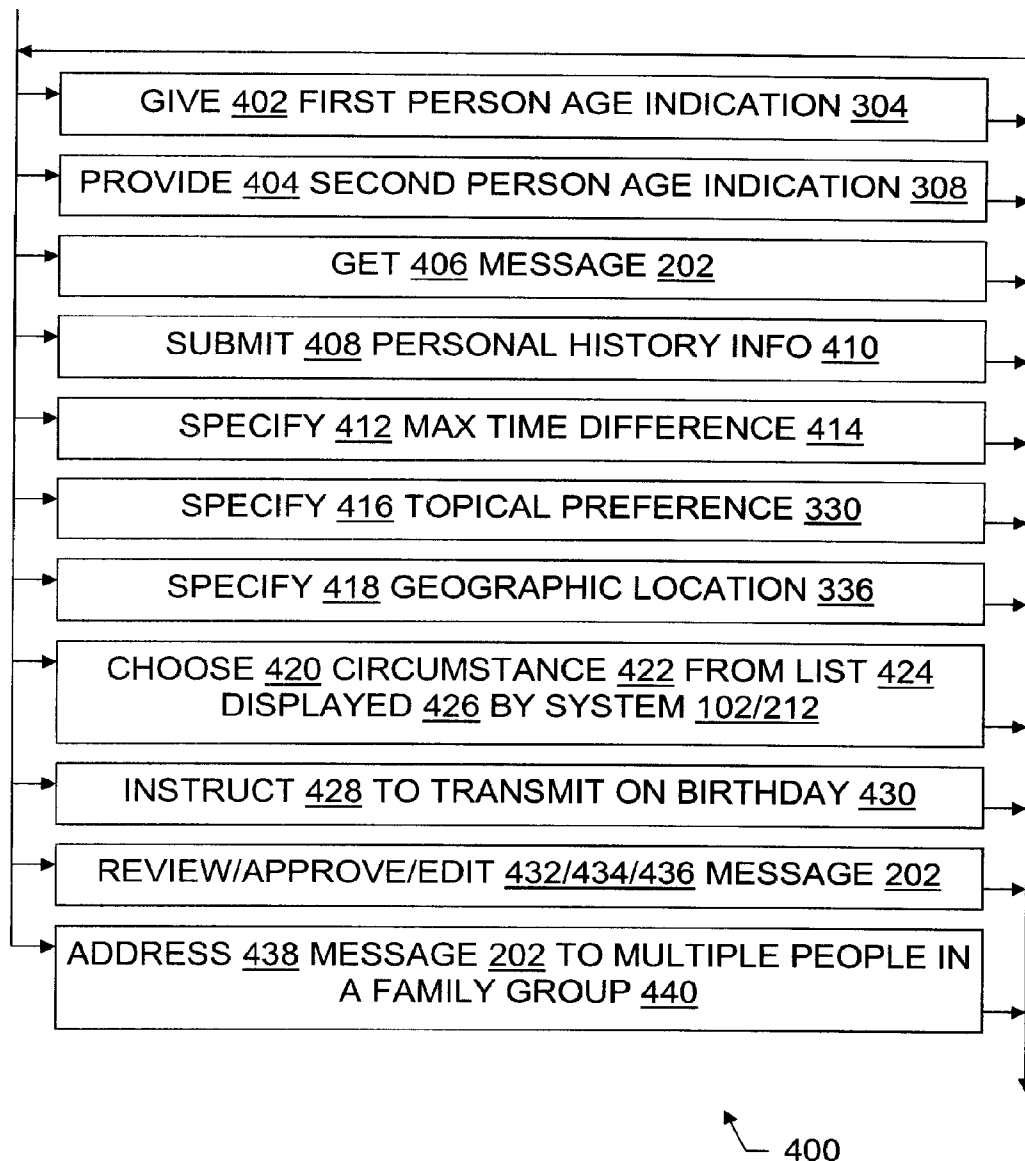 GIVE 402 FIRST PERSON AGE INDICATION 304
PROVIDE 404 SECOND PERSON AGE INDICATION 308
GET 406 MESSAGE 202
SUBMIT 408 PERSONAL HISTORY INFO 410
SPECIFY 412 MAX TIME DIFFERENCE 414
SPECIFY 416 TOPICAL PREFERENCE 330
SPECIFY 418 GEOGRAPHIC LOCATION 336
CHOOSE 420 CIRCUMSTANCE 422 FROM LIST 424
DISPLAYED 426 BY SYSTEM 102/212
INSTRUCT 428 TO TRANSMIT ON BIRTHDAY 430
REVIEW/APPROVE/EDIT 432/434/436 MESSAGE 202
ADDRESS 438 MESSAGE 202 TO MULTIPLE PEOPLE IN
A FAMILY GROUP 440
400